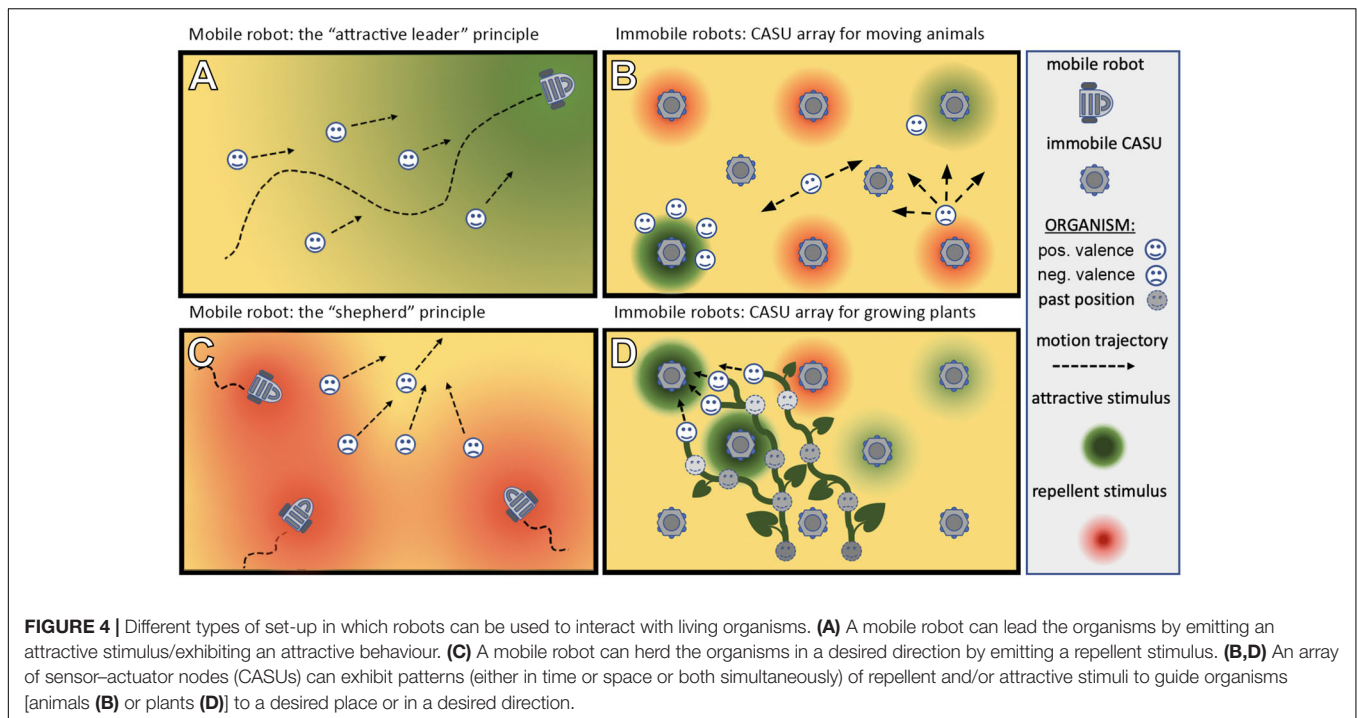 Mobile robot: the “attractive leader” principle
Immobile robots: CASU array for moving animals
A
B
Mobile robot: the “shepherd” principle
Immobile robots: CASU array for growing plants
C
D
mobile robot
immobile CASU
ORGANISM:
pos. valence
neg. valence
past position
motion trajectory
attractive stimulus
repellent stimulus
FIGURE 4 | Different types of set-up in which robots can be used to interact with living organisms. (A) A mobile robot can lead the organisms by emitting an
attractive stimulus/exhibiting an attractive behaviour. (C) A mobile robot can herd the organisms in a desired direction by emitting a repellent stimulus. (B,D) An array
of sensor–actuator nodes (CASUs) can exhibit patterns (either in time or space or both simultaneously) of repellent and/or attractive stimuli to guide organisms
[animals (B) or plants (D)] to a desired place or in a desired direction.